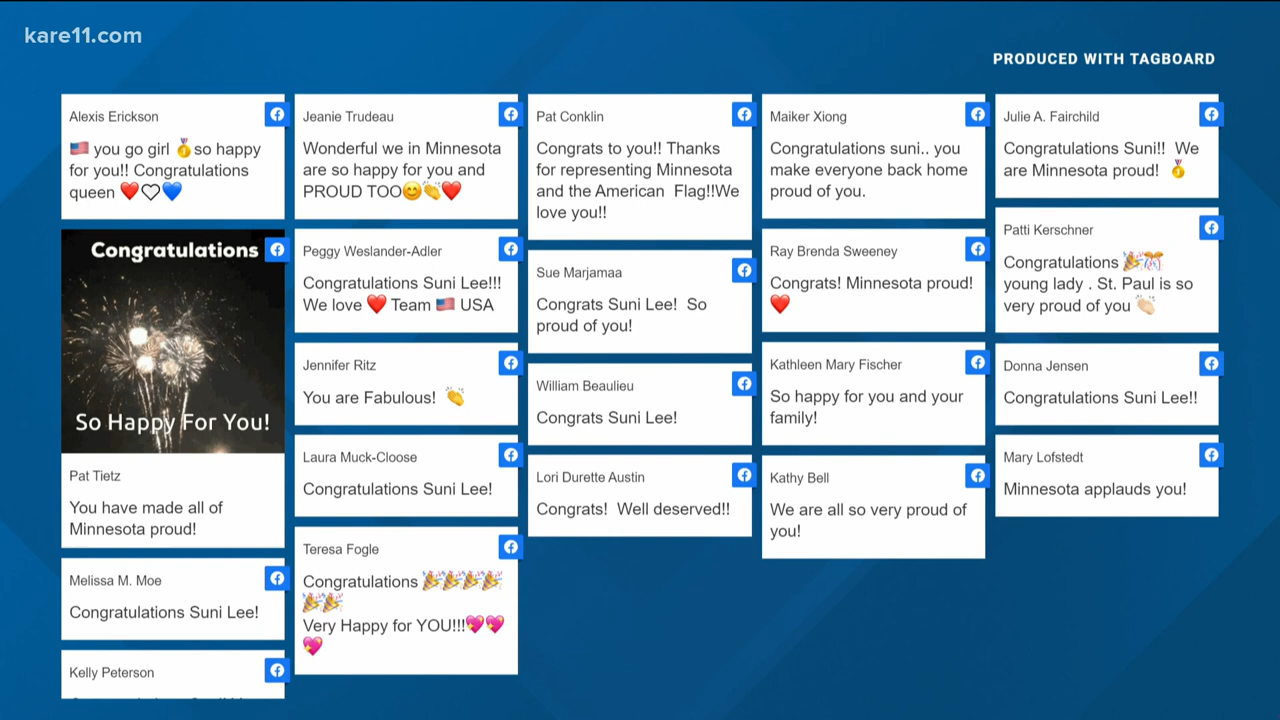 kare11.com
PRODUCED WITH TAGBOARD
Alexis Erickson
🇺🇸 you go girl 🥇so happy
for you!! Congratulations
queen ❤️🤍💙
Congratulations
So Happy For You!
Pat Tietz
You have made all of
Minnesota proud!
Melissa M. Moe
Congratulations Suni Lee!
Kelly Peterson
Jeanie Trudeau
Wonderful we in Minnesota
are so happy for you and
PROUD TOO😊👏❤️
Peggy Weslander-Adler
Congratulations Suni Lee!!!
We love ❤️ Team 🇺🇸 USA
Jennifer Ritz
You are Fabulous!  👏
Laura Muck-Cloose
Congratulations Suni Lee!
Teresa Fogle
Congratulations 🎉🎉🎉🎉
🎉🎉
Very Happy for YOU!!!💖💖
💖
Pat Conklin
Congrats to you!! Thanks
for representing Minnesota
and the American  Flag!!We
love you!!
Sue Marjamaa
Congrats Suni Lee!  So
proud of you!
William Beaulieu
Congrats Suni Lee!
Lori Durette Austin
Congrats!  Well deserved!!
Maiker Xiong
Congratulations suni.. you
make everyone back home
proud of you.
Ray Brenda Sweeney
Congrats! Minnesota proud!
❤️
Kathleen Mary Fischer
So happy for you and your
family!
Kathy Bell
We are all so very proud of
you!
Julie A. Fairchild
Congratulations Suni!!  We
are Minnesota proud!  🥇
Patti Kerschner
Congratulations 🎉🎊
young lady . St. Paul is so
very proud of you 👏🏻
Donna Jensen
Congratulations Suni Lee!!
Mary Lofstedt
Minnesota applauds you!